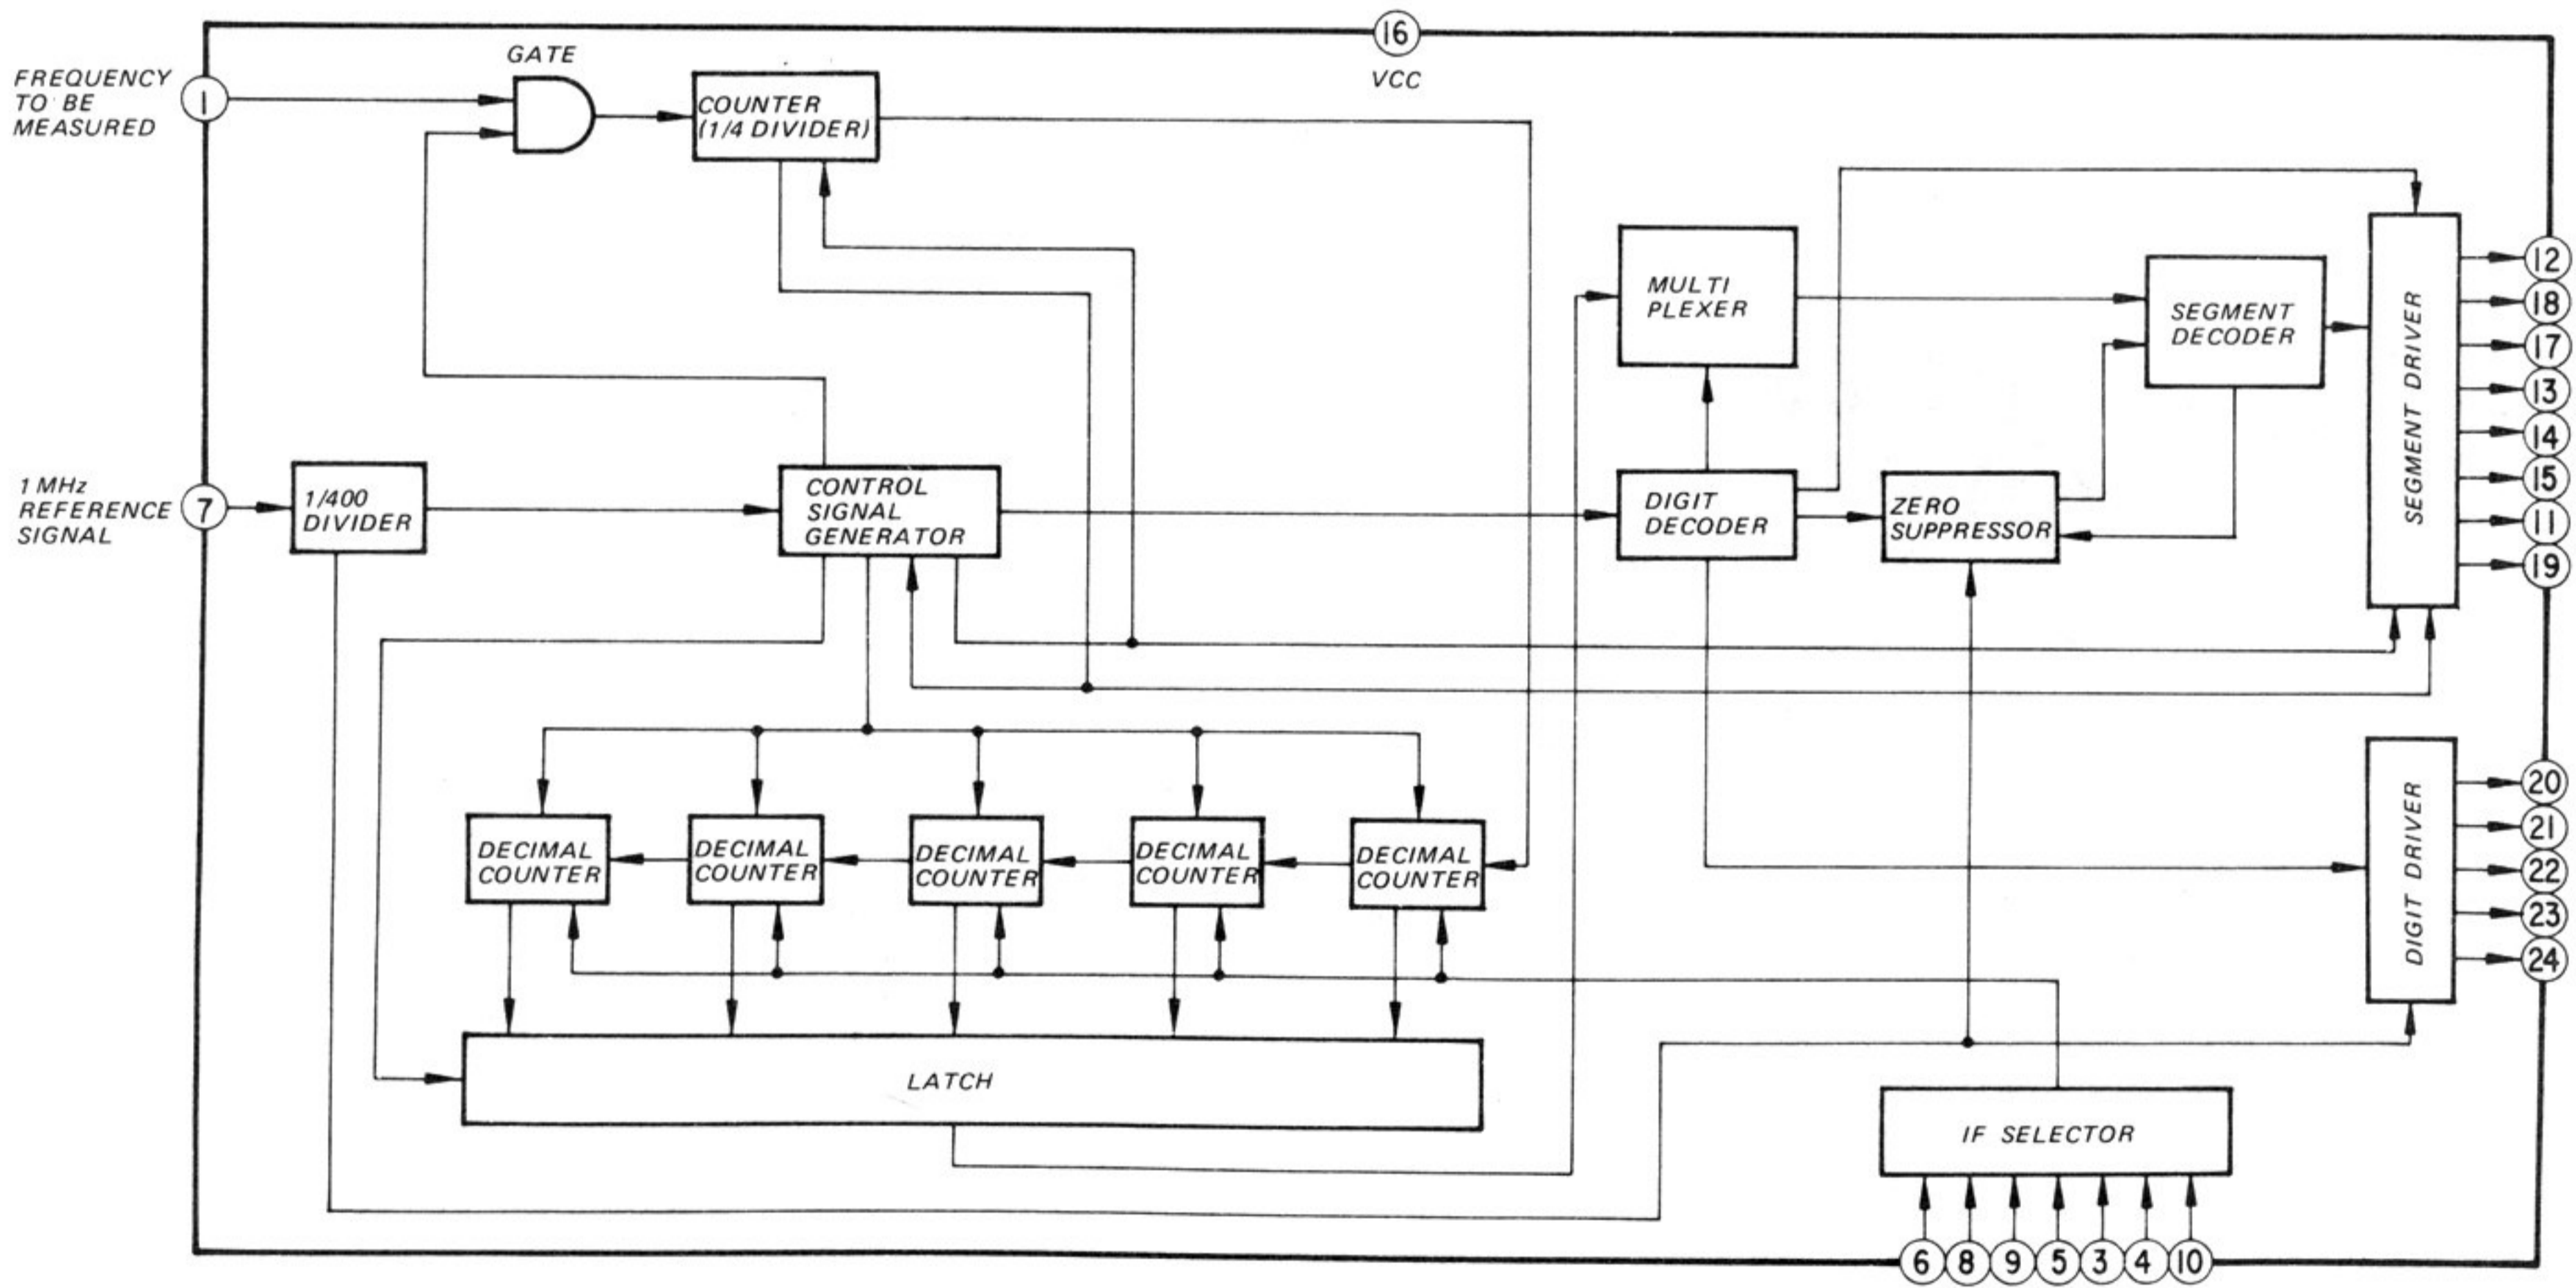 16
VCC
GATE
FREQUENCY
TO BE
MEASURED
1
COUNTER
(1/4 DIVIDER)
MULTI
PLEXER
SEGMENT
DECODER
SEGMENT DRIVER
12
18
17
13
14
15
11
19
1 MHz
REFERENCE
SIGNAL
7
1/400
DIVIDER
CONTROL
SIGNAL
GENERATOR
DIGIT
DECODER
ZERO
SUPPRESSOR
DECIMAL
COUNTER
DECIMAL
COUNTER
DECIMAL
COUNTER
DECIMAL
COUNTER
DECIMAL
COUNTER
DIGIT DRIVER
20
21
22
23
24
LATCH
IF SELECTOR
6
8
9
5
3
4
10